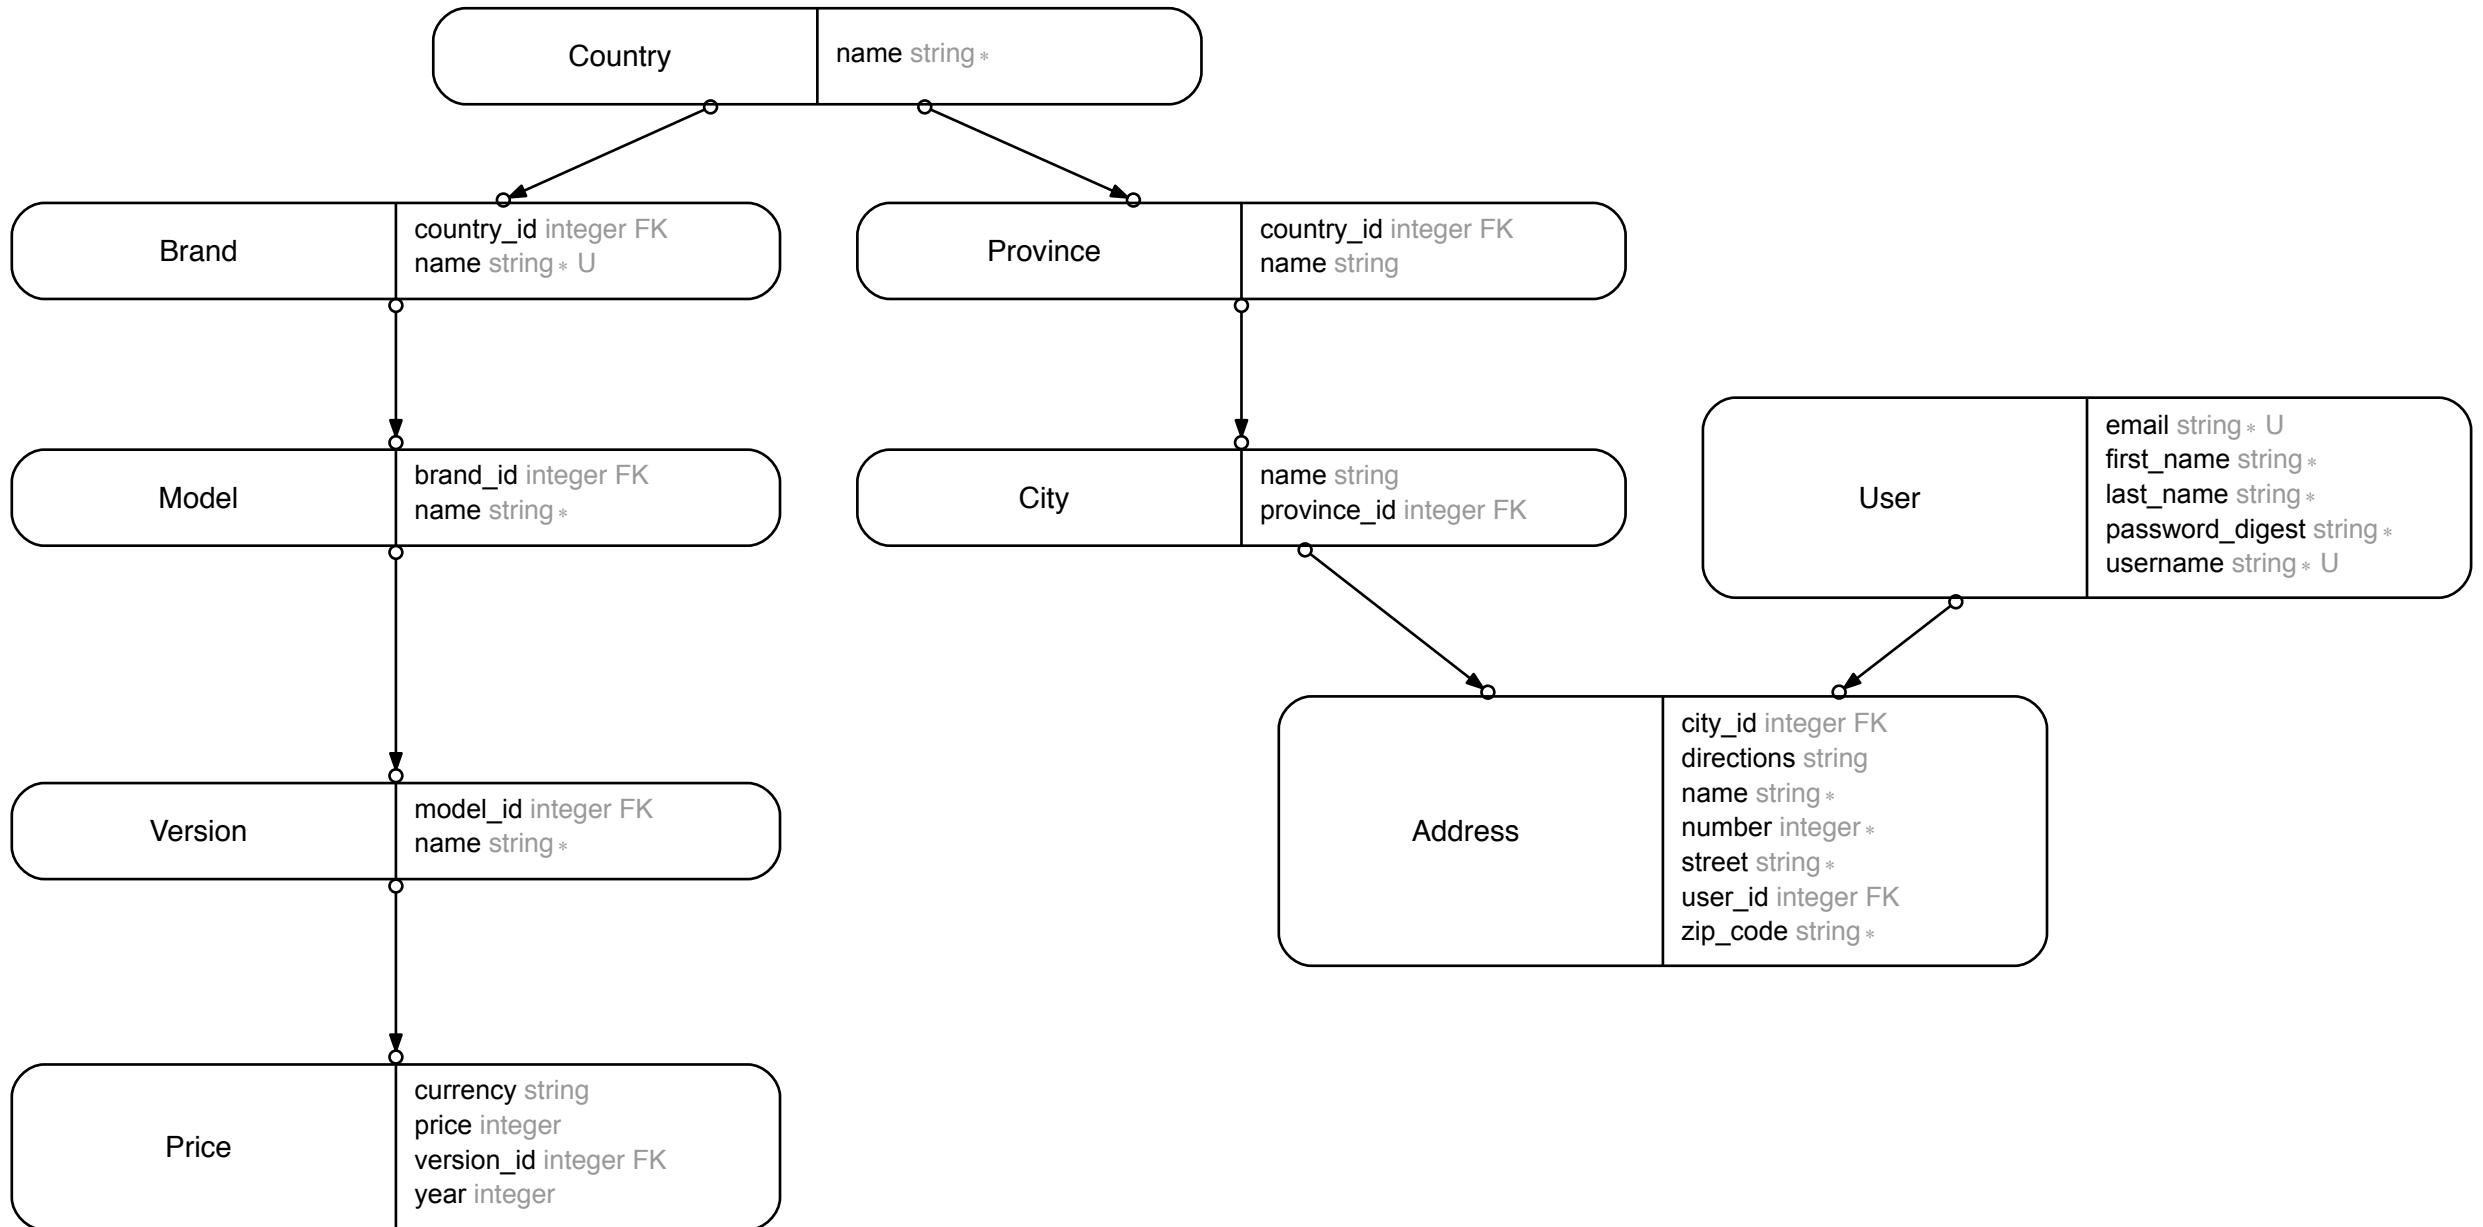 Country
name string∗
Brand
country_id integer FK
name string∗ U
Province
country_id integer FK
name string
Model
brand_id integer FK
name string∗
City
name string
province_id integer FK
User
email string∗ U
first_name string∗
last_name string∗
password_digest string∗
username string∗ U
Version
model_id integer FK
name string∗
Address
city_id integer FK
directions string
name string∗
number integer∗
street string∗
user_id integer FK
zip_code string∗
Price
currency string
price integer
version_id integer FK
year integer